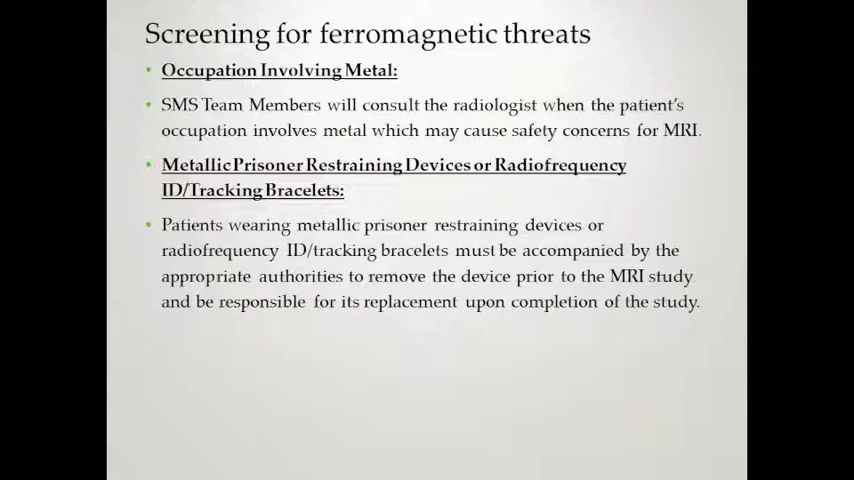 Screening for ferromagnetic threats
• Occupation Involving Metal:
• SMS Team Members will consult the radiologist when the patient's
occupation involves metal which may cause safety concerns for MRI.
• Metallic Prisoner Restraining Devices or Radiofrequency
ID/Tracking Bracelets:
• Patients wearing metallic prisoner restraining devices or
radiofrequency ID/tracking bracelets must be accompanied by the
appropriate authorities to remove the device prior to the MRI study
and be responsible for its replacement upon completion of the study.